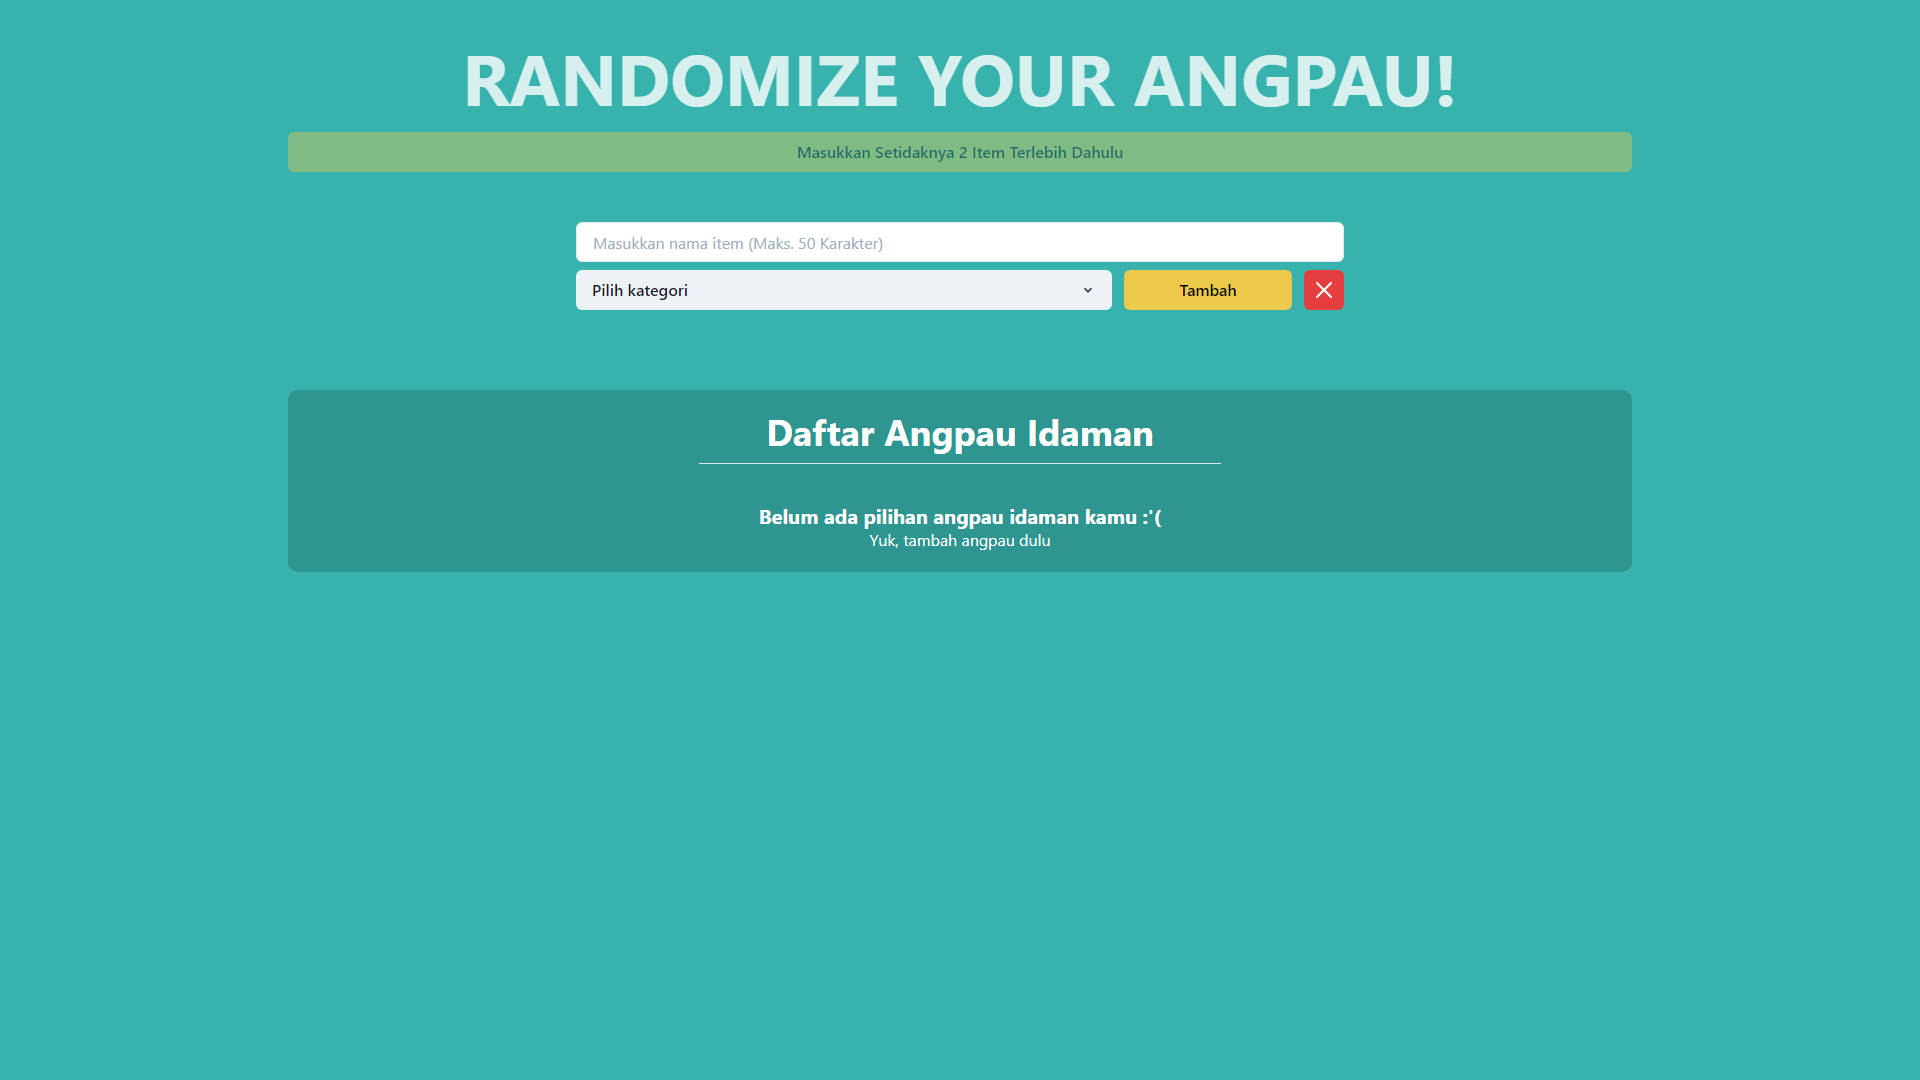 RANDOMIZE YOUR ANGPAU!
Masukkan Setidaknya 2 Item Terlebih Dahulu
Masukkan nama item (Maks. 50 Karakter)
Pilih kategori
Tambah
Daftar Angpau Idaman
Belum ada pilihan angpau idaman kamu :'(
Yuk, tambah angpau dulu